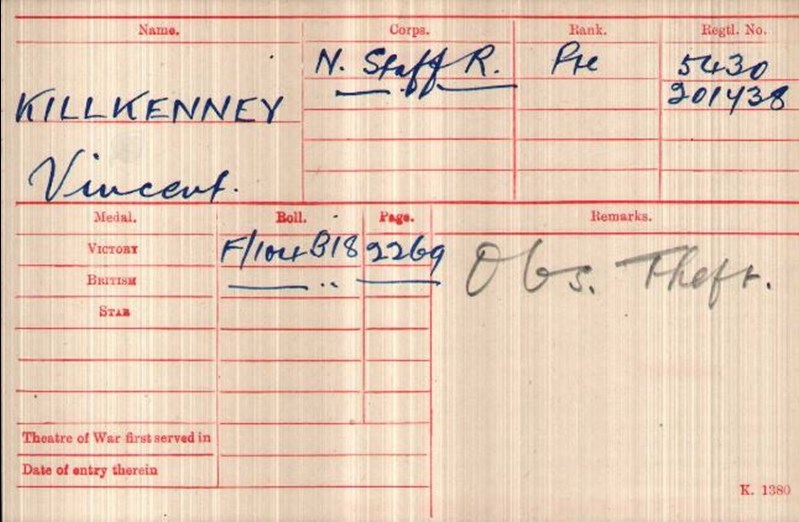 Name. Corps. Rank. Regtl. No.
N. Staff R. Pte 5430
KILLKENNEY 201438
Vincent.
Medal. Roll. Page. Remarks.
VICTORY F/104 B18 2269 Obs. Theft.
BRITISH
STAR
Theatre of War first served in
Date of entry therein
K. 1380